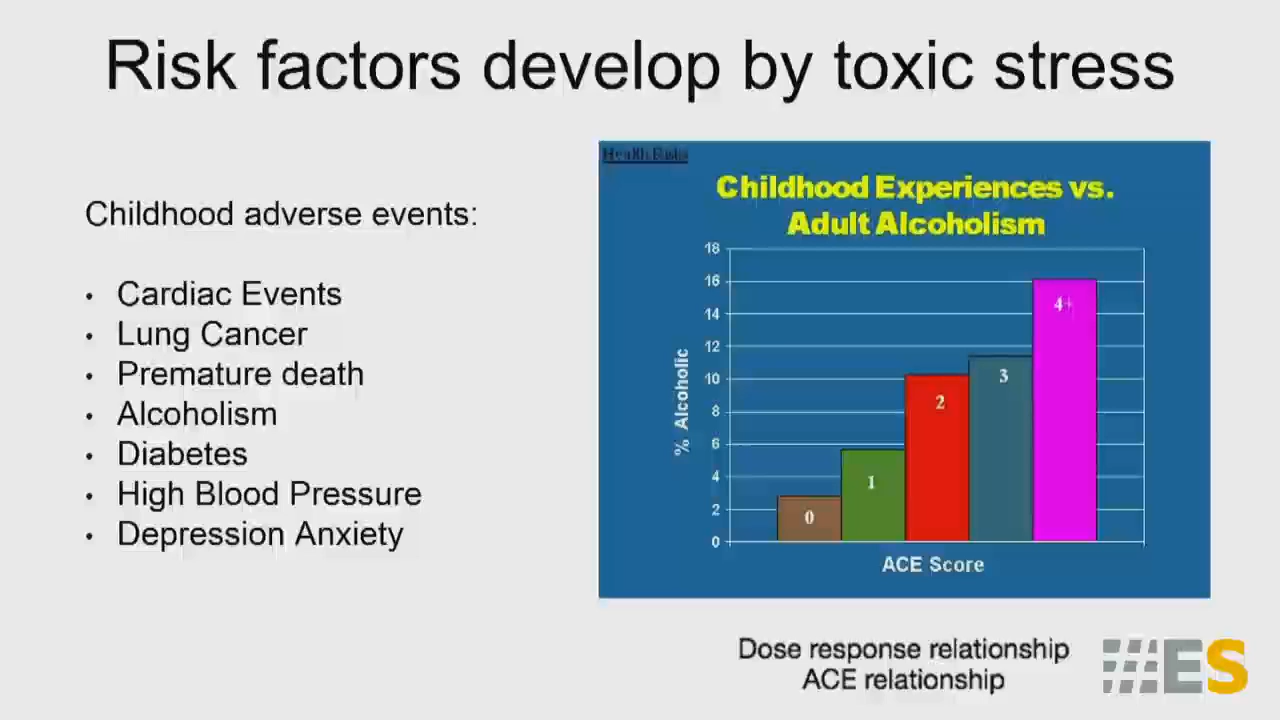 Risk factors develop by toxic stress
Childhood adverse events:
• Cardiac Events
• Lung Cancer
• Premature death
• Alcoholism
• Diabetes
• High Blood Pressure
• Depression Anxiety
Health Risks
Childhood Experiences vs.
Adult Alcoholism
18
16
14
12
10
8
6
4
2
0
% Alcoholic
0
1
2
3
4+
ACE Score
Dose response relationship
ACE relationship
ES